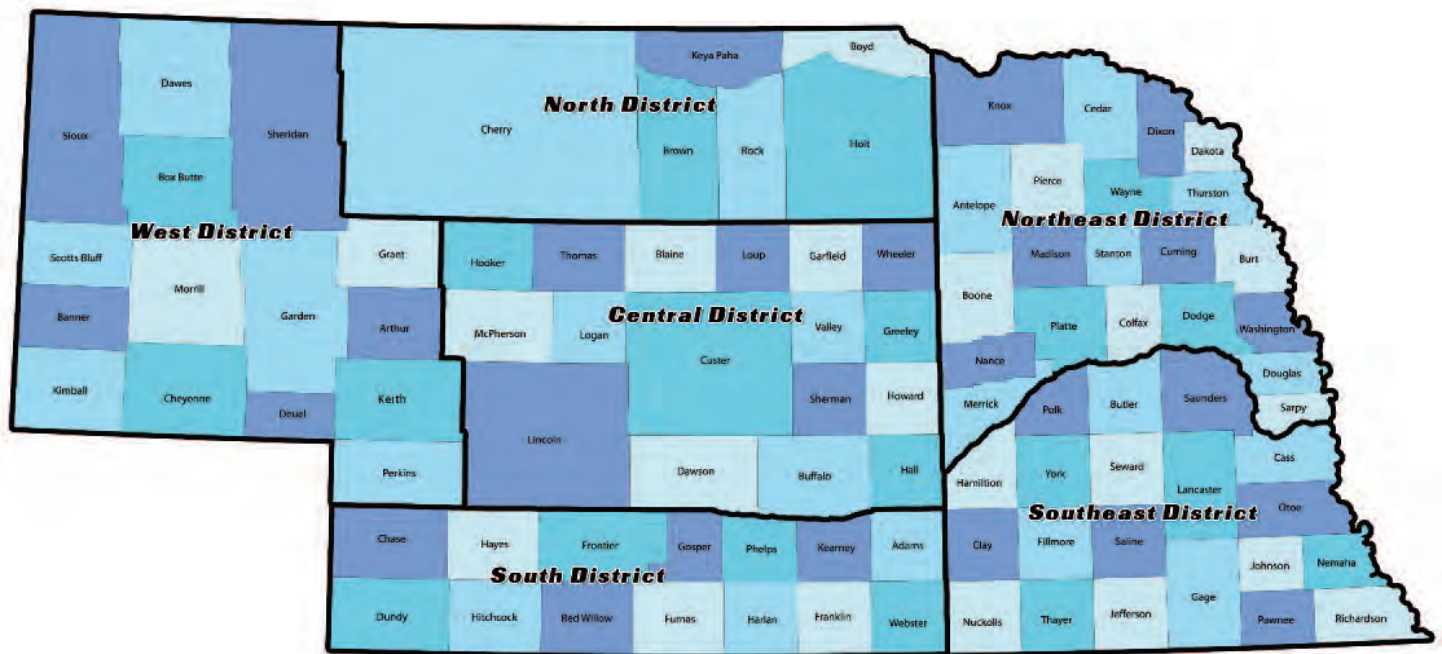 Boyd
Keya Paha
Dawes
North District
Knox
Cedar
Cherry
Dixon
Sioux
Sheridan
Brown
Rock
Holt
Dakota
Box Butte
Pierce
Wayne
Thurston
Antelope
Northeast District
West District
Scotts Bluff
Grant
Hooker
Thomas
Blaine
Loup
Garfield
Wheeler
Madison
Stanton
Cuming
Burt
Morrill
Boone
Banner
Garden
Arthur
Central District
McPherson
Logan
Valley
Greeley
Platte
Colfax
Dodge
Washington
Custer
Nance
Douglas
Kimball
Cheyenne
Deuel
Keith
Sherman
Howard
Merrick
Polk
Butler
Saunders
Sarpy
Lincoln
Perkins
Dawson
Buffalo
Hall
Hamiltion
York
Seward
Lancaster
Cass
Southeast District
Otoe
Chase
Hayes
Frontier
Gosper
Phelps
Kearney
Adams
Clay
Fillmore
Saline
South District
Johnson
Nemaha
Gage
Dundy
Hitchcock
Red Willow
Furnas
Harlan
Franklin
Webster
Nuckolls
Thayer
Jefferson
Pawnee
Richardson